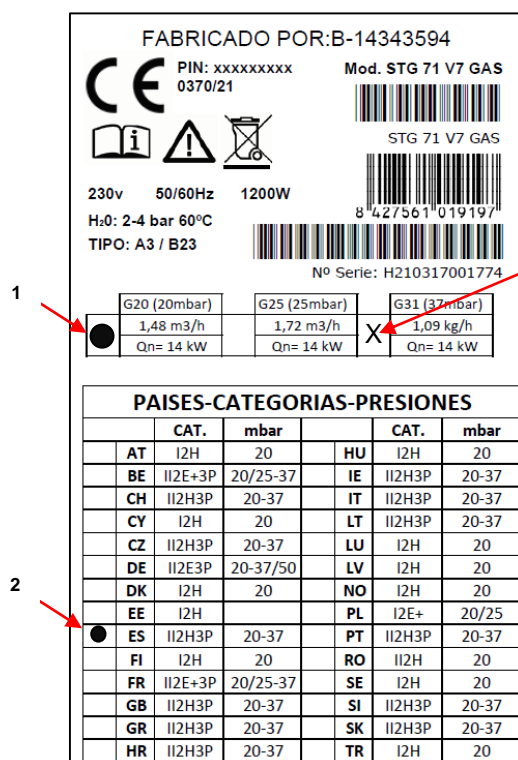 FABRICADO POR:B-14343594
CE PIN: xxxxxxxxx Mod. STG 71 V7 GAS
0370/21
i STG 71 V7 GAS
230v 50/60Hz 1200W
8 427561 019197
H₂0: 2-4 bar 60ºC
TIPO: A3 / B23
Nº Serie: H210317001774
1
G20 (20mbar) G25 (25mbar) G31 (37mbar)
1,48 m3/h 1,72 m3/h X 1,09 kg/h
Qn= 14 kW Qn= 14 kW Qn= 14 kW
PAISES-CATEGORIAS-PRESIONES
CAT. mbar CAT. mbar
AT I2H 20 HU I2H 20
BE II2E+3P 20/25-37 IE II2H3P 20-37
CH II2H3P 20-37 IT II2H3P 20-37
CY I2H 20 LT II2H3P 20-37
CZ II2H3P 20-37 LU I2H 20
DE II2E3P 20-37/50 LV I2H 20
2
DK I2H 20 NO I2H 20
EE I2H PL I2E+ 20/25
ES II2H3P 20-37 PT II2H3P 20-37
FI I2H 20 RO II2H 20
FR II2E+3P 20/25-37 SE I2H 20
GB II2H3P 20-37 SI II2H3P 20-37
GR II2H3P 20-37 SK II2H3P 20-37
HR II2H3P 20-37 TR I2H 20